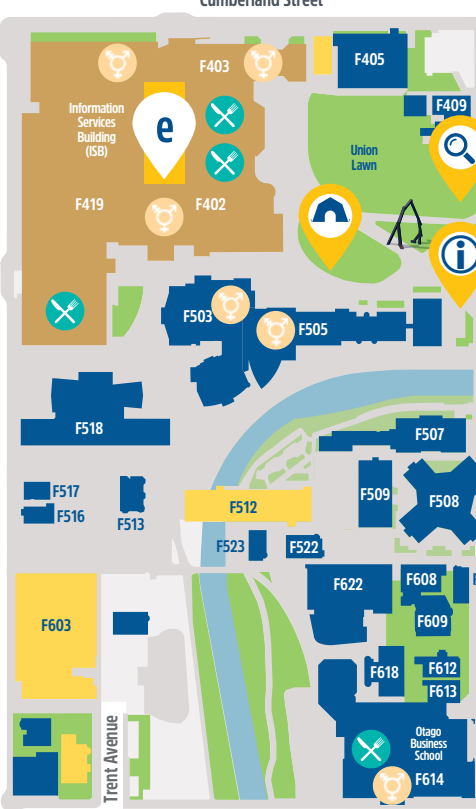 Cumberland Street
F403
F405
Information
Services
Building
(ISB)
e
F409
Union
Lawn
F419
F402
i
F503
F505
F518
F507
F517
F516
F513
F509
F508
F512
F523
F522
F622
F608
F603
F609
F618
F612
F613
Trent Avenue
Otago
Business
School
F614